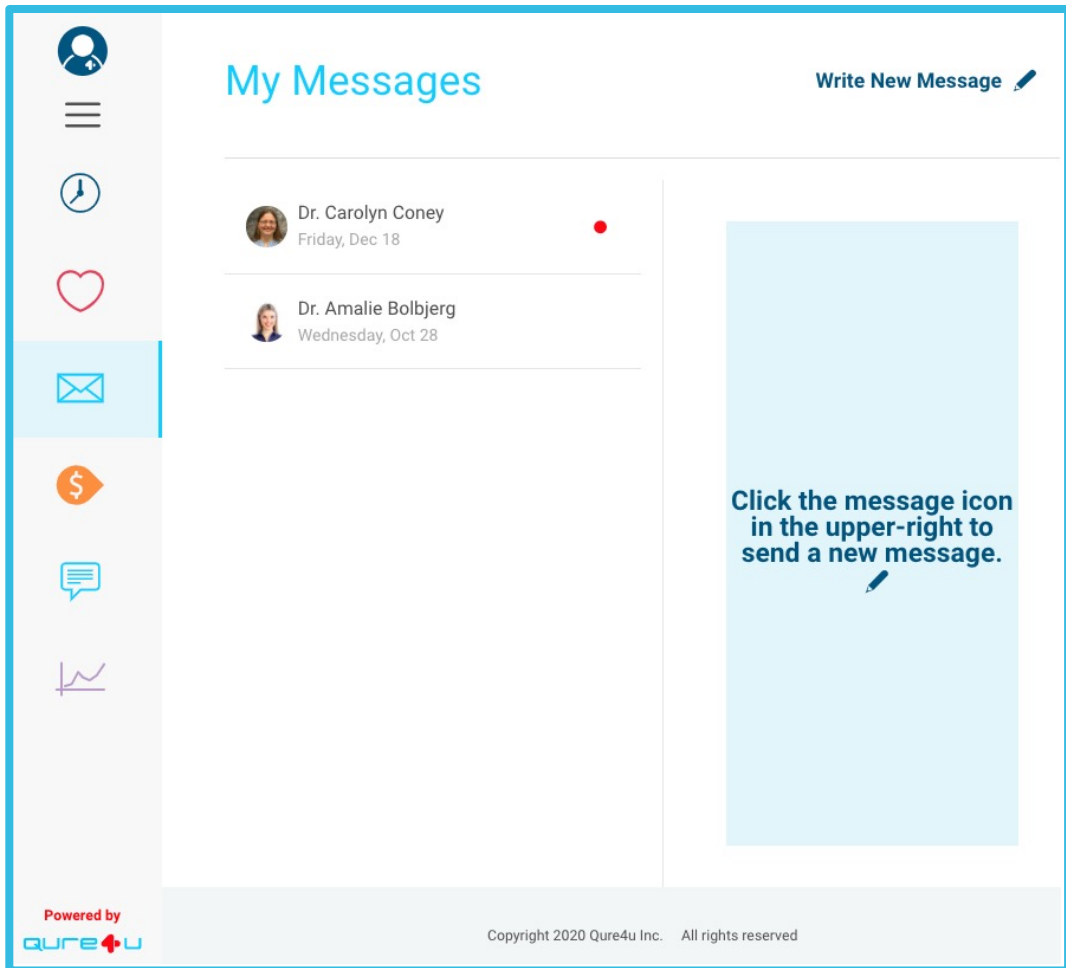 My Messages
Write New Message
Dr. Carolyn Coney
Friday, Dec 18
Dr. Amalie Bolbjerg
Wednesday, Oct 28
$
Click the message icon
in the upper-right to
send a new message.
Powered by
Qure4u
Copyright 2020 Qure4u Inc. All rights reserved